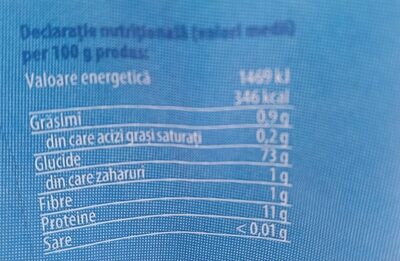 Declarație nutrițională (valori medii)
per 100 g produs:
Valoare energetică 1469 kJ
346 kcal
Grăsimi 0,9 g
din care acizi grași saturați 0,2 g
Glucide 73 g
din care zaharuri 1 g
Fibre 1 g
Proteine 11 g
Sare < 0,01 g